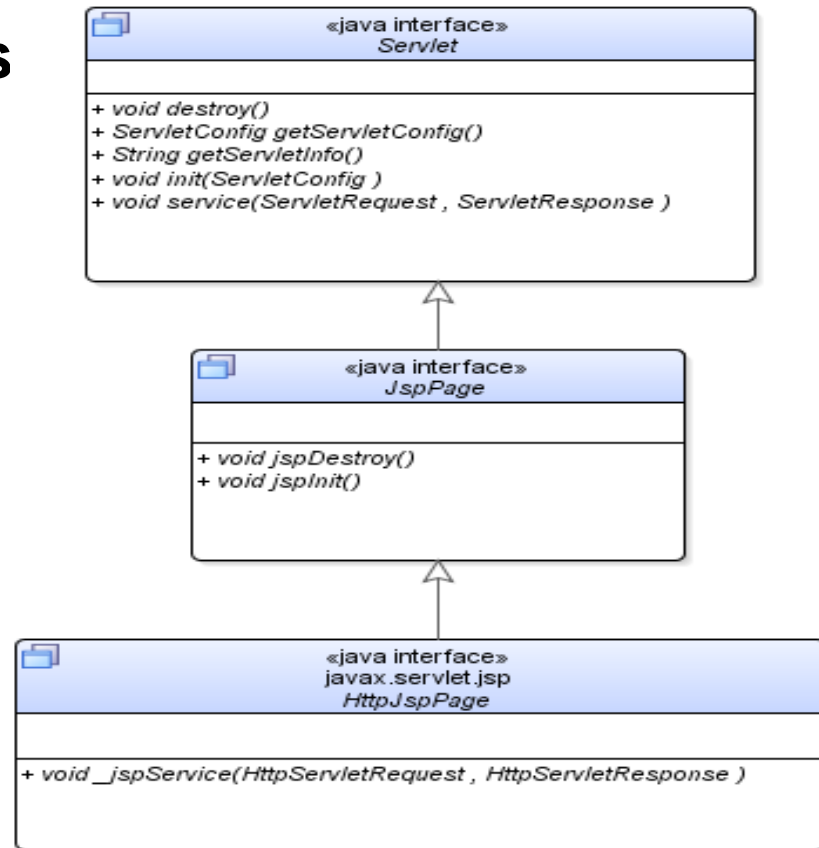 s
«java interface»
Servlet
+ void destroy()
+ ServletConfig getServletConfig()
+ String getServletInfo()
+ void init(ServletConfig )
+ void service(ServletRequest , ServletResponse )
«java interface»
JspPage
+ void jspDestroy()
+ void jspInit()
«java interface»
javax.servlet.jsp
HttpJspPage
+ void _jspService(HttpServletRequest , HttpServletResponse )